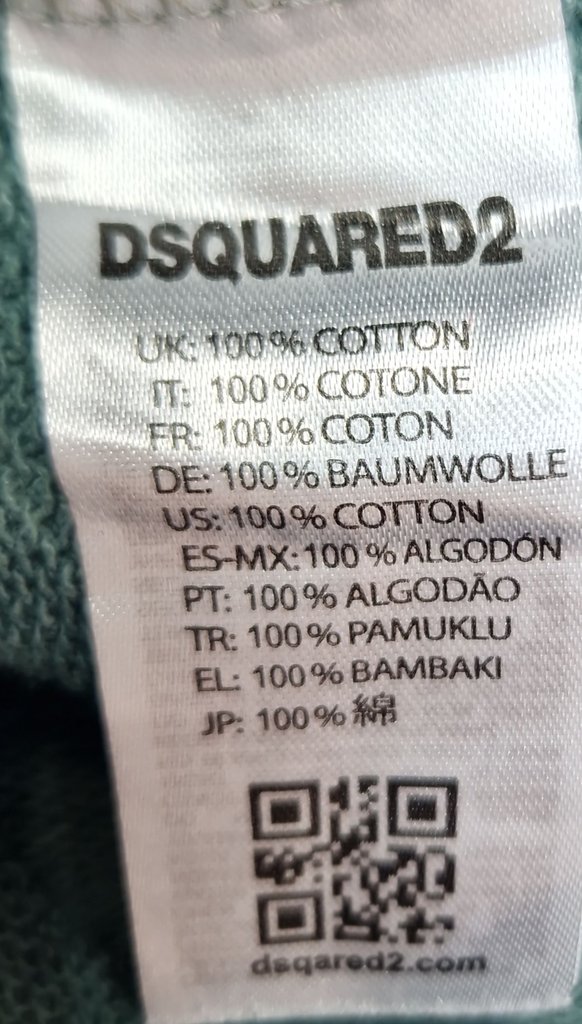 DSQUARED2
UK: 100% COTTON
IT: 100% COTONE
FR: 100% COTON
DE: 100% BAUMWOLLE
US: 100% COTTON
ES-MX: 100% ALGODÓN
PT: 100% ALGODÃO
TR: 100% PAMUKLU
EL: 100% BAMBAKI
JP: 100% 綿
dsqared2.com